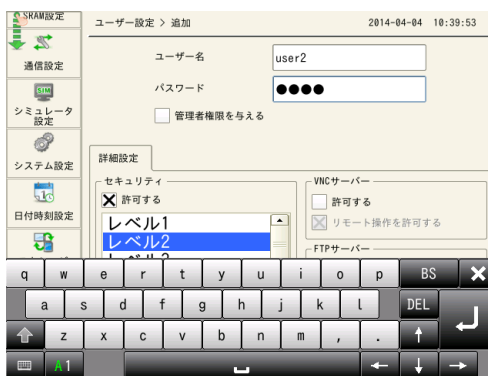 SRAM設定
ユーザー設定 > 追加
2014-04-04 10:39:53
通信設定
ユーザー名
user2
パスワード
●●●●
管理者権限を与える
SIM
シミュレータ
設定
システム設定
詳細設定
セキュリティ
許可する
レベル1
レベル2
VNCサーバー
許可する
リモート操作を許可する
FTPサーバー
日付時刻設定
q w e r t y u i o p BS
a s d f g h j k l DEL
z x c v b n m , .
A1